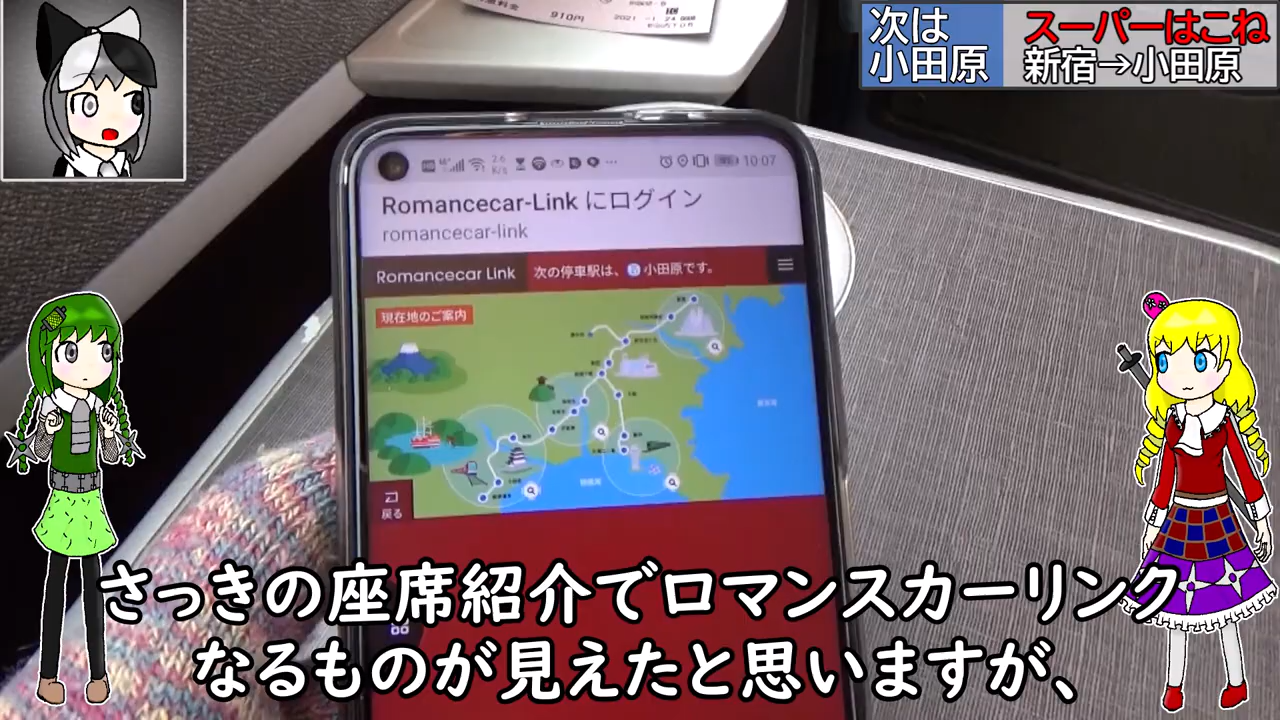 910円
2021
次は
小田原
スーパーはこね
新宿→小田原
10:07
Romancecar-Link にログイン
romancecar-link
Romancecar Link
次の停車駅は、小田原です。
現在地のご案内
戻る
さっきの座席紹介でロマンスカーリンク
なるものが見えたと思いますが、